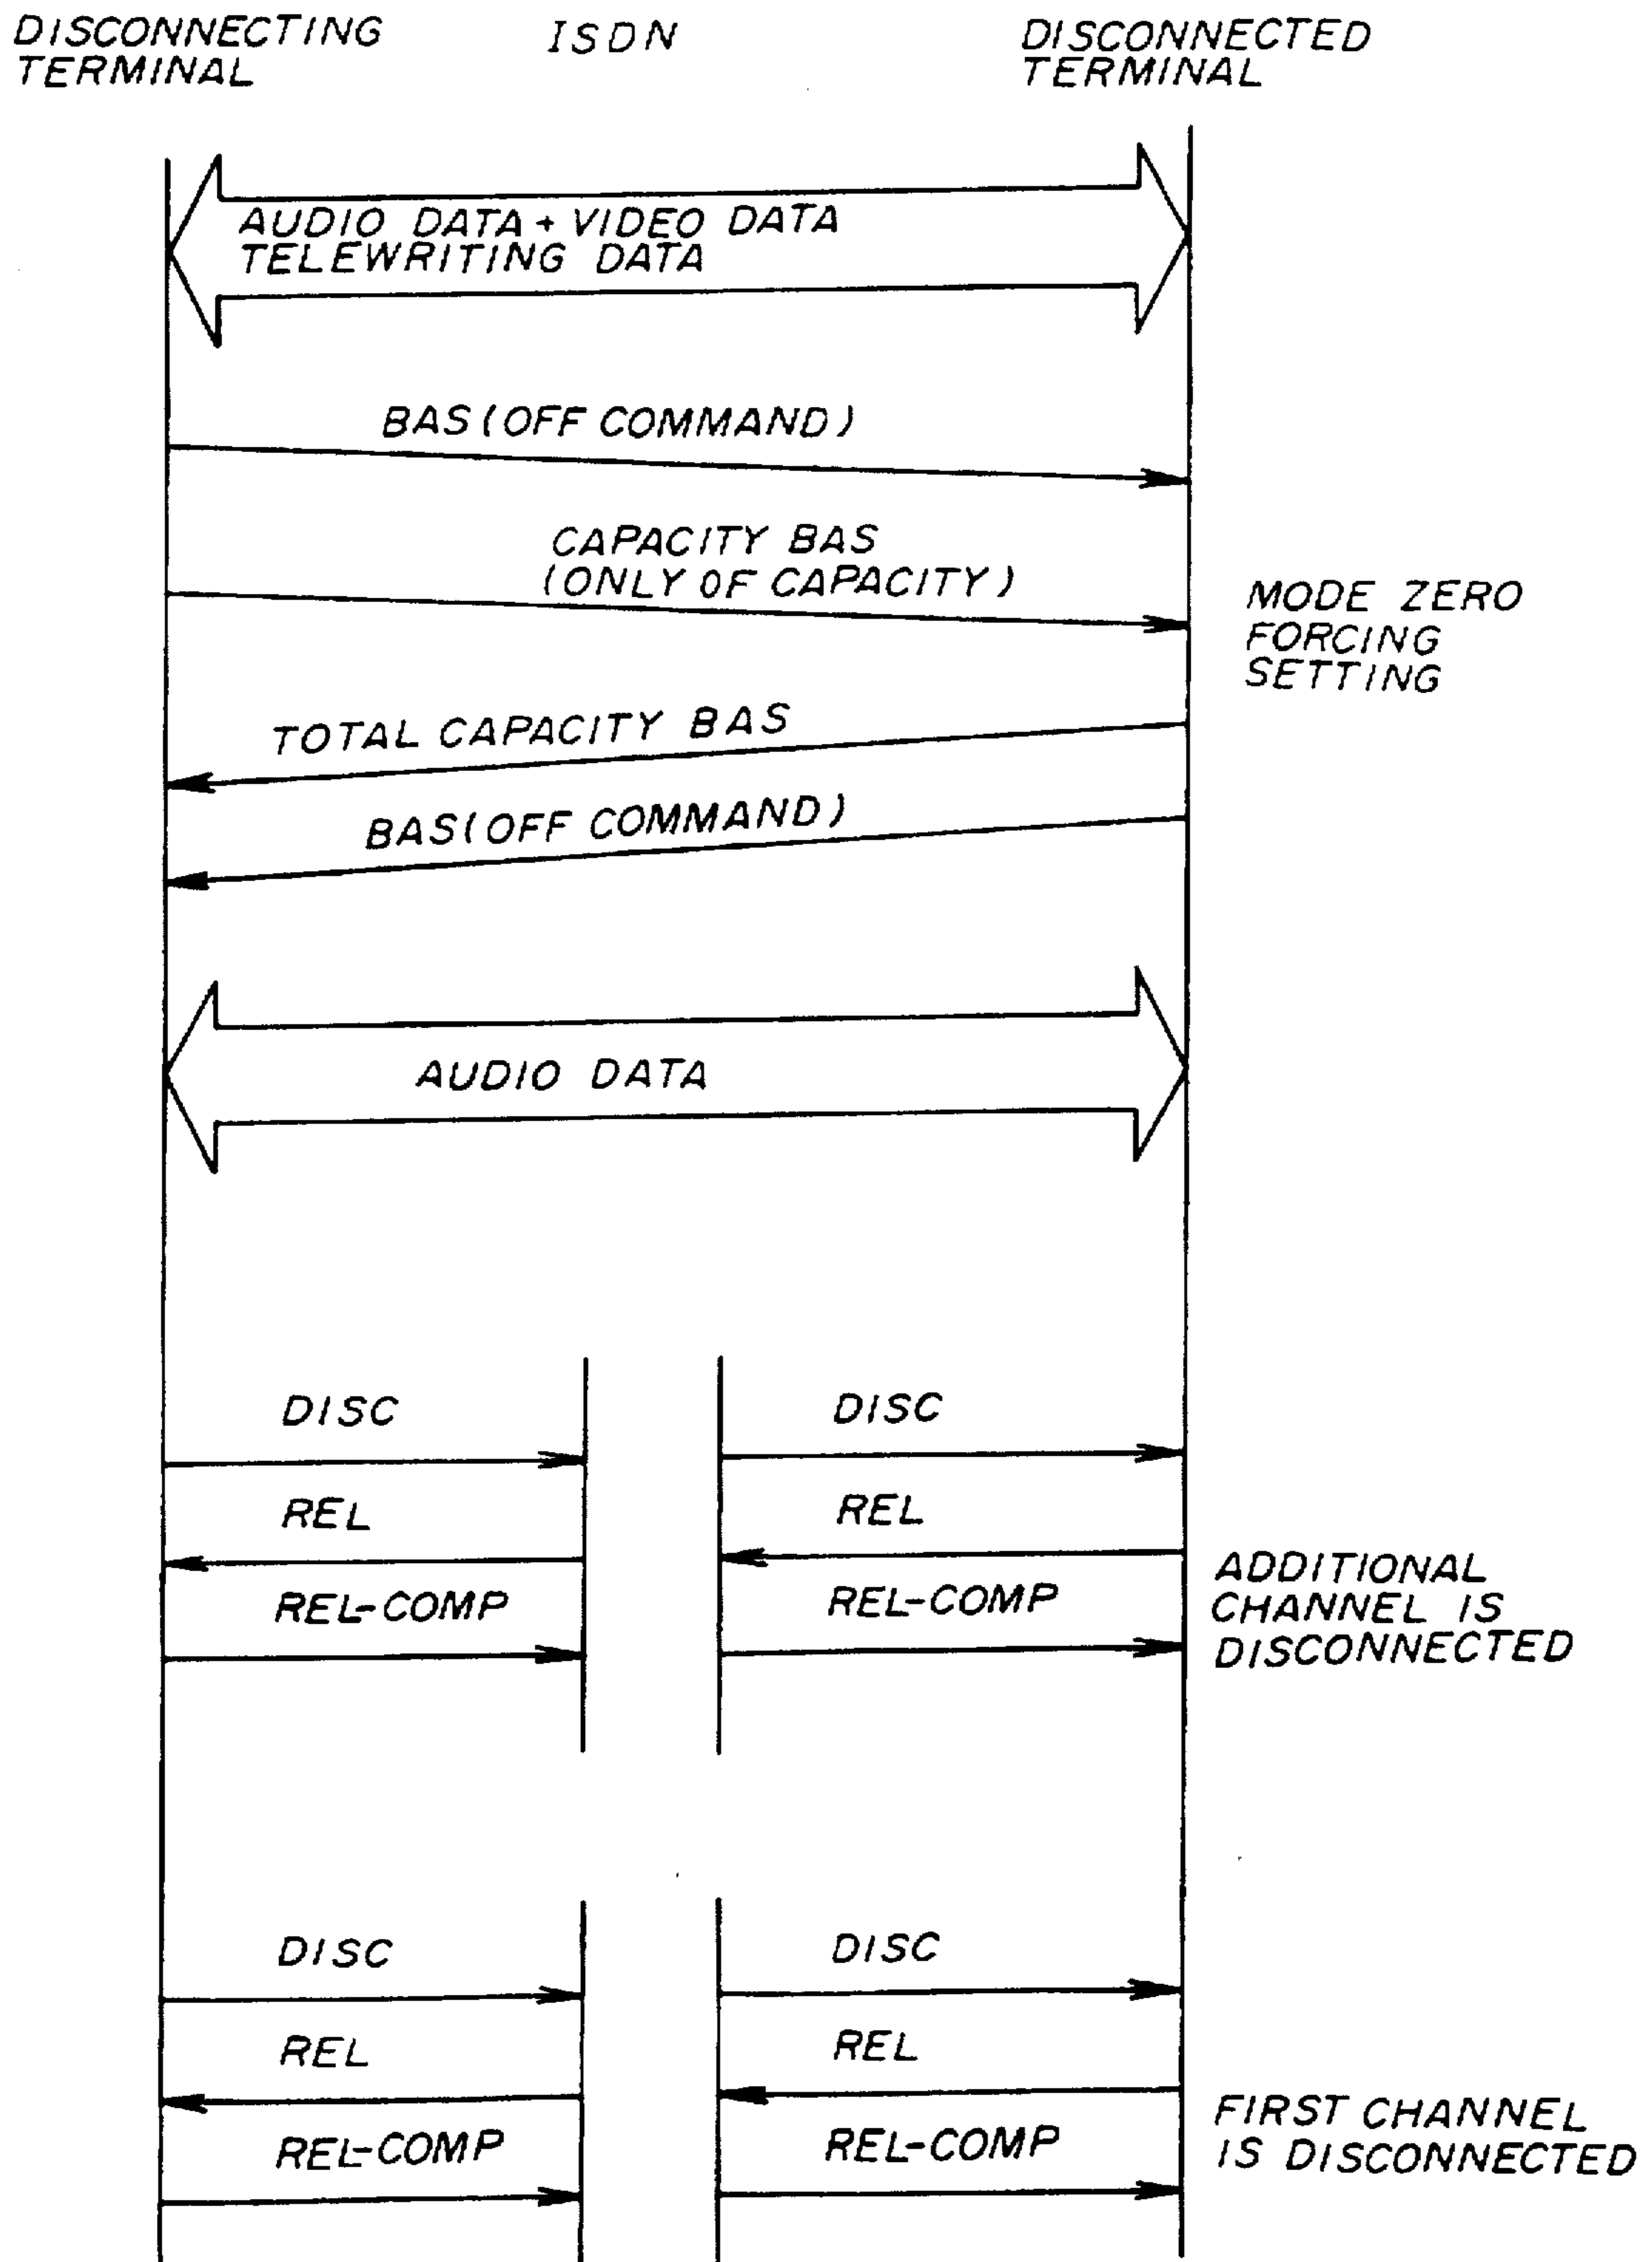 DISCONNECTING
TERMINAL
ISDN
DISCONNECTED
TERMINAL
AUDIO DATA + VIDEO DATA
TELEWRITING DATA
BAS (OFF COMMAND)
CAPACITY BAS
(ONLY OF CAPACITY)
MODE ZERO
FORCING
SETTING
TOTAL CAPACITY BAS
BAS (OFF COMMAND)
AUDIO DATA
DISC
DISC
REL
REL
REL-COMP
REL-COMP
ADDITIONAL
CHANNEL IS
DISCONNECTED
DISC
DISC
REL
REL
REL-COMP
REL-COMP
FIRST CHANNEL
IS DISCONNECTED